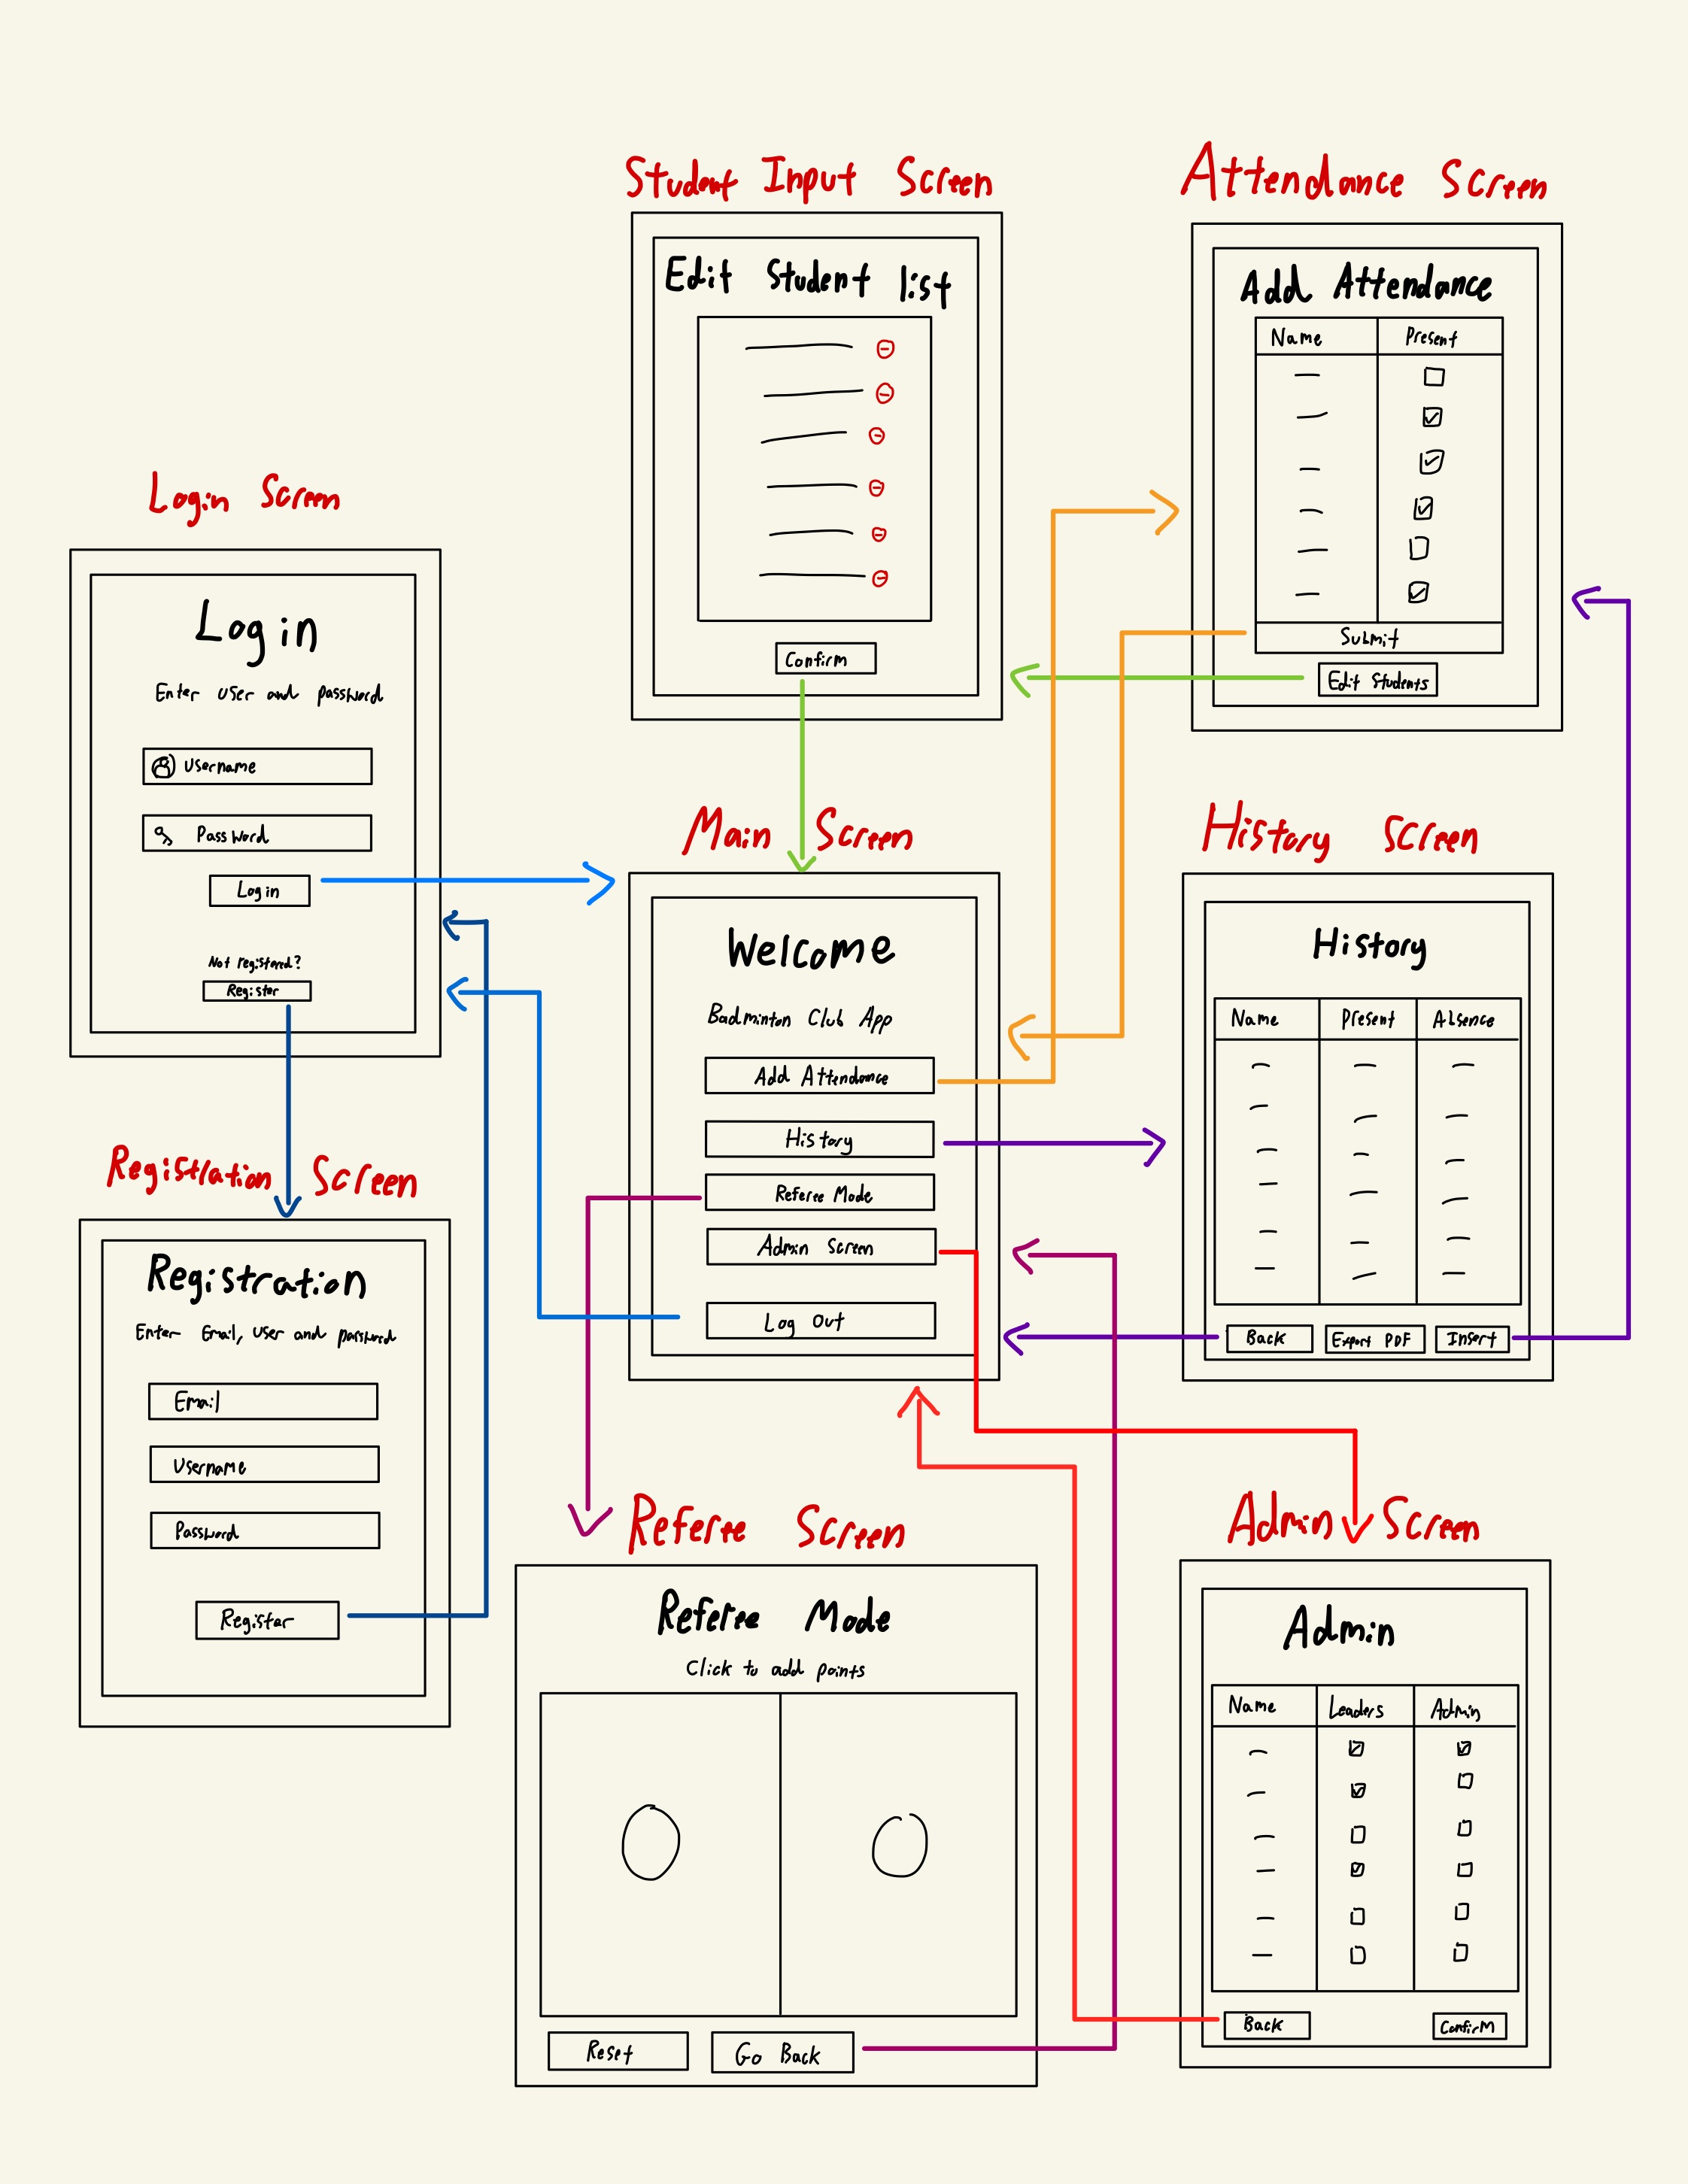 Student Input Screen
Edit Student list
Confirm
Attendance Screen
Add Attendance
Name Present
Submit
Edit Students
Login Screen
Login
Enter user and password
Username
Password
Login
Not registered?
Register
Main Screen
Welcome
Badminton Club App
Add Attendance
History
Referee Mode
Admin Screen
Log Out
History Screen
History
Name Present Absence
Back Export PDF Insert
Registration Screen
Registration
Enter Email, user and password
Email
Username
Password
Register
Referee Screen
Referee Mode
Click to add points
Reset Go Back
Admin Screen
Admin
Name Leaders Admin
Back Confirm